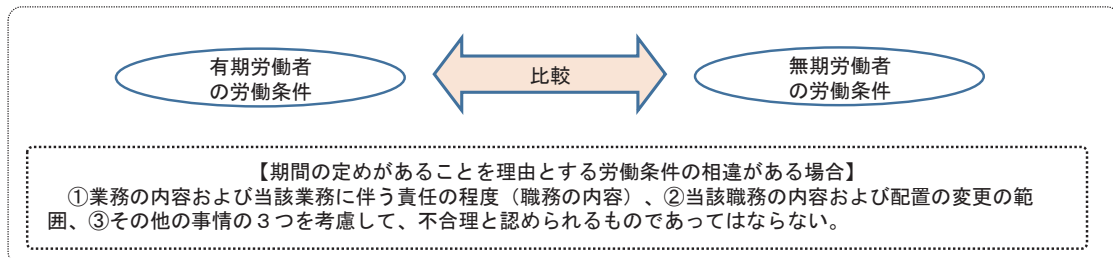 有期労働者
の労働条件
比較
無期労働者
の労働条件
【期間の定めがあることを理由とする労働条件の相違がある場合】
①業務の内容および当該業務に伴う責任の程度（職務の内容）、②当該職務の内容および配置の変更の範
囲、③その他の事情の３つを考慮して、不合理と認められるものであってはならない。